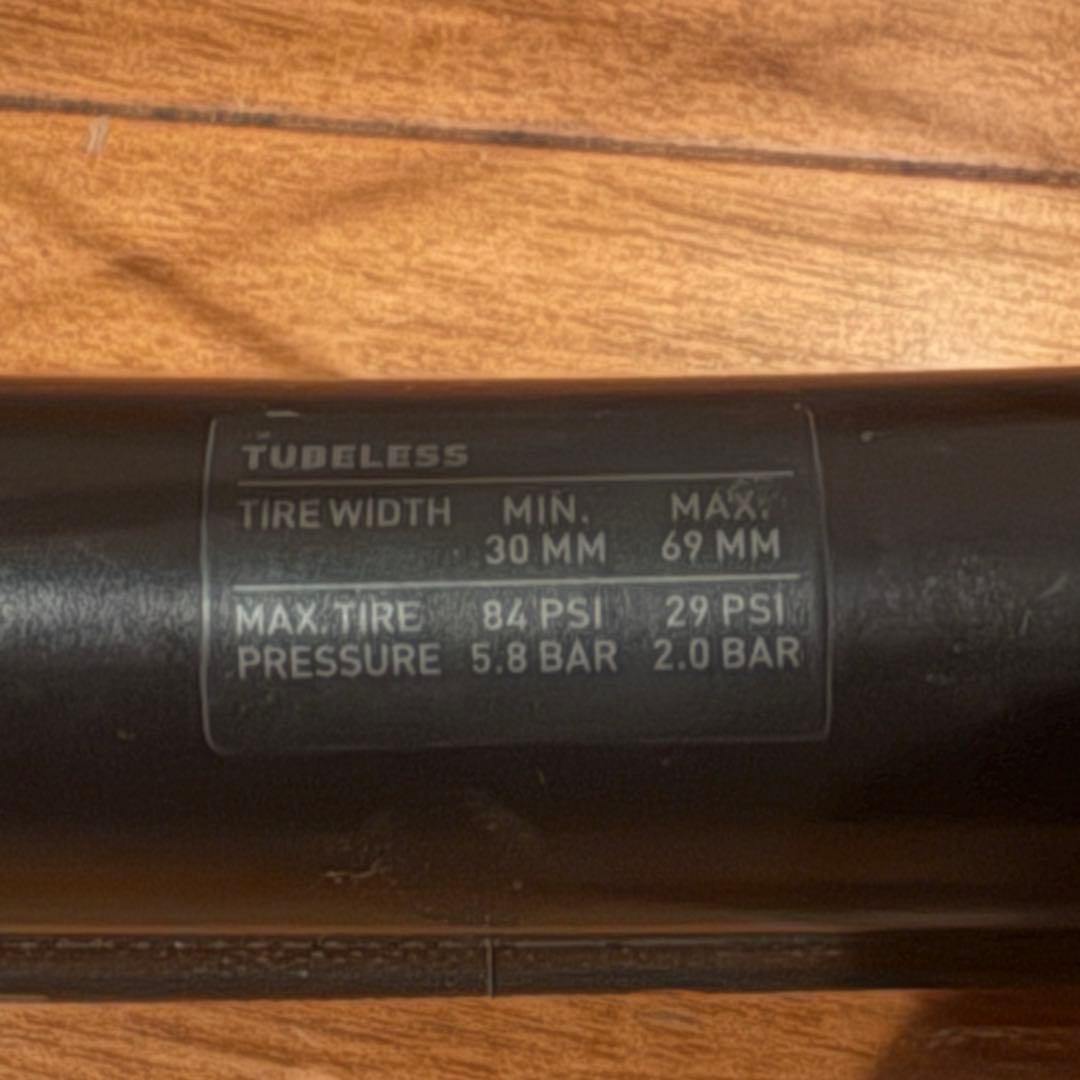 TUBELESS
TIRE WIDTH MIN. MAX.
30 MM 69 MM
MAX. TIRE 84 PSI 29 PSI
PRESSURE 5.8 BAR 2.0 BAR